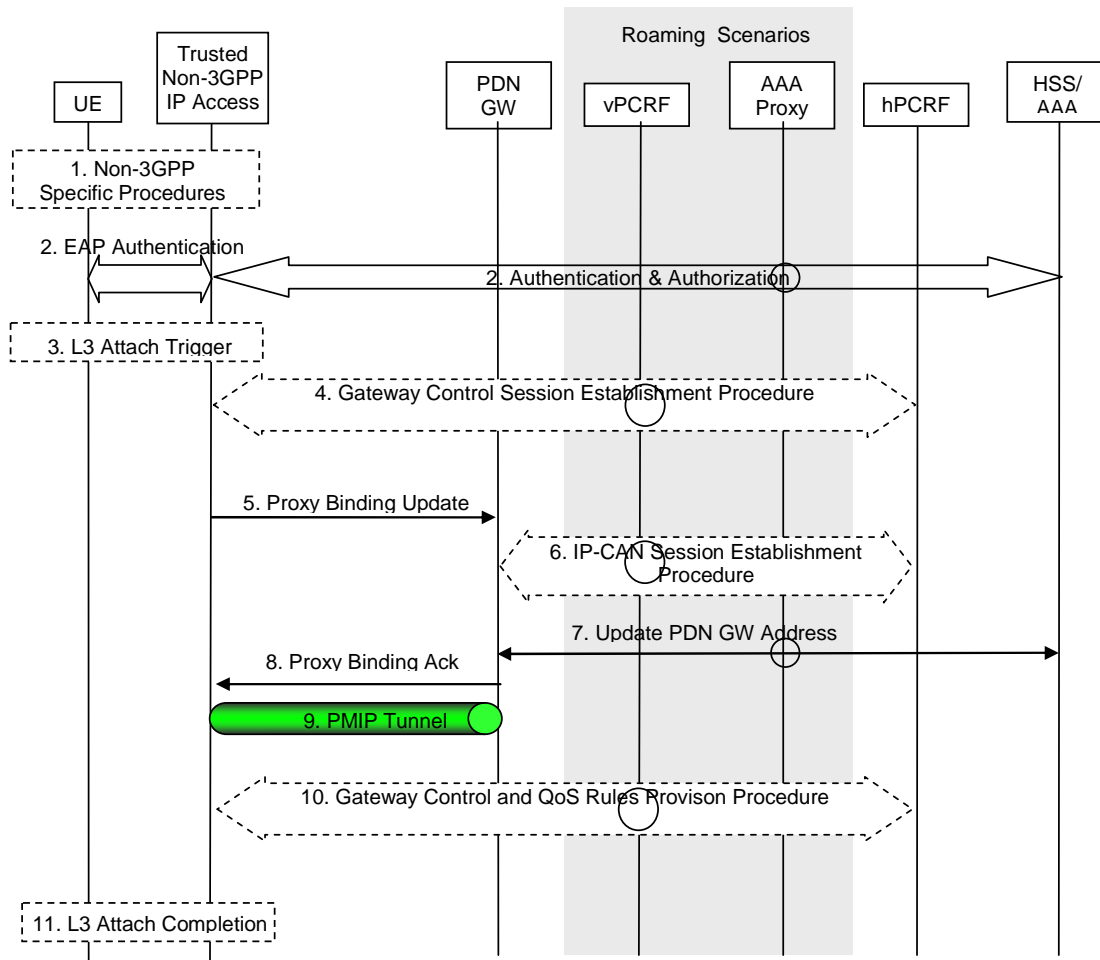 Roaming Scenarios
UE
Trusted
Non-3GPP
IP Access
PDN
GW
vPCRF
AAA
Proxy
hPCRF
HSS/
AAA
1. Non-3GPP
Specific Procedures
2. EAP Authentication
2. Authentication & Authorization
3. L3 Attach Trigger
4. Gateway Control Session Establishment Procedure
5. Proxy Binding Update
6. IP-CAN Session Establishment
Procedure
7. Update PDN GW Address
8. Proxy Binding Ack
9. PMIP Tunnel
10. Gateway Control and QoS Rules Provison Procedure
11. L3 Attach Completion